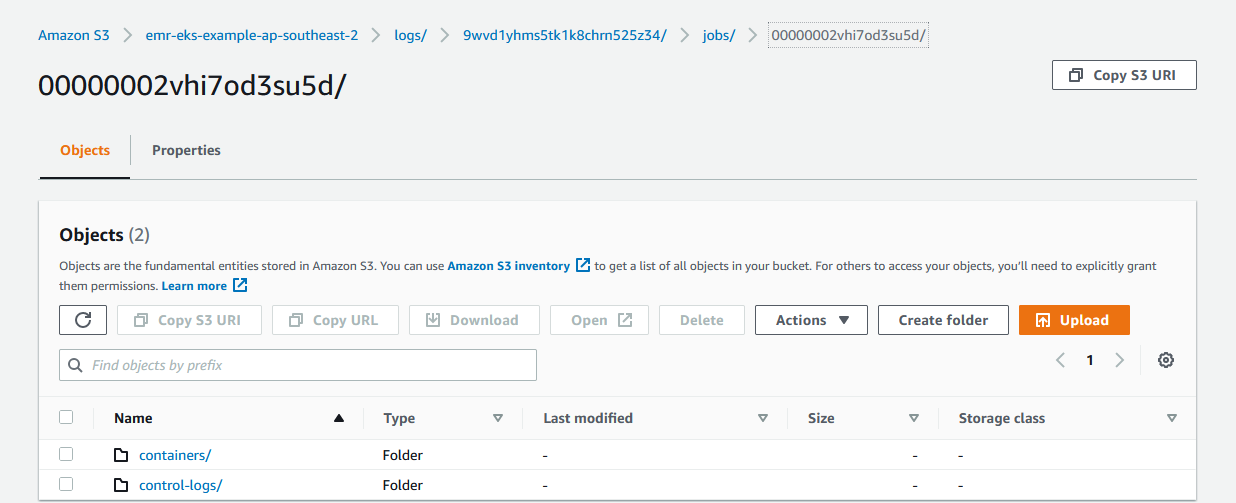 Amazon S3 > emr-eks-example-ap-southeast-2 > logs/ > 9wvd1yhms5tk1k8chrn525z34/ > jobs/ > 00000002vhi7od3su5d/
00000002vhi7od3su5d/
Copy S3 URI
Objects Properties
Objects (2)
Objects are the fundamental entities stored in Amazon S3. You can use Amazon S3 inventory to get a list of all objects in your bucket. For others to access your objects, you'll need to explicitly grant
them permissions. Learn more
Copy S3 URI Copy URL Download Open Delete Actions Create folder Upload
Find objects by prefix
1
Name Type Last modified Size Storage class
containers/ Folder - - -
control-logs/ Folder - - -